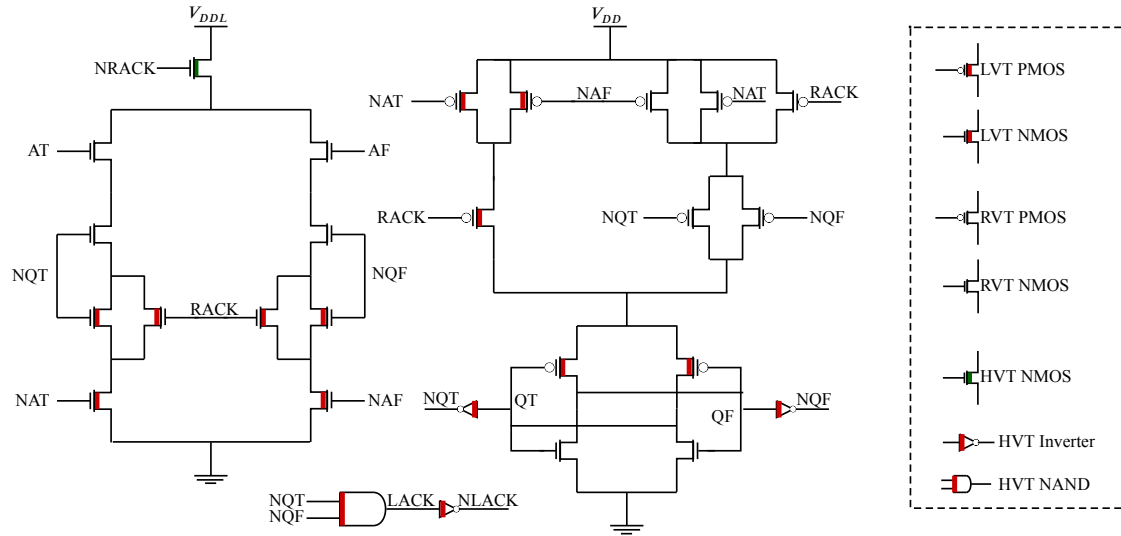 V_DDL
NRACK
AT
AF
NQT
NQF
RACK
NAT
NAF
V_DD
NAT
NAF
NAT
RACK
RACK
NQT
NQF
NQT
QT
QF
NQF
NQT
NQF
LACK
NLACK
LVT PMOS
LVT NMOS
RVT PMOS
RVT NMOS
HVT NMOS
HVT Inverter
HVT NAND